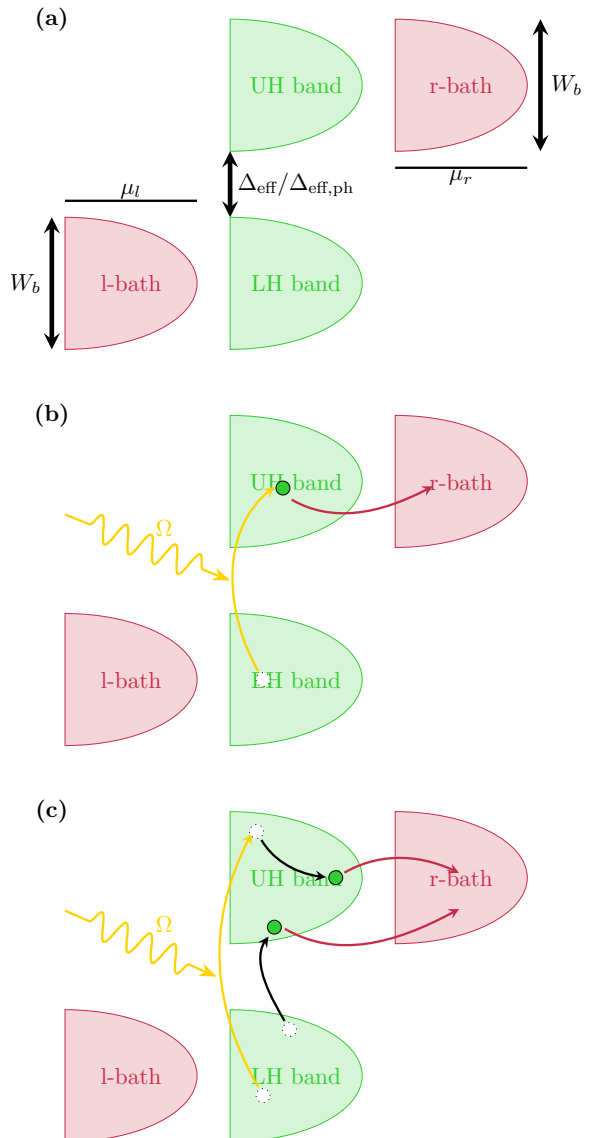 (a)
UH band
r-bath
W_b
Δ_eff/Δ_eff,ph
μ_r
μ_l
W_b
l-bath
LH band
(b)
UH band
r-bath
Ω
l-bath
LH band
(c)
UH band
r-bath
Ω
l-bath
LH band